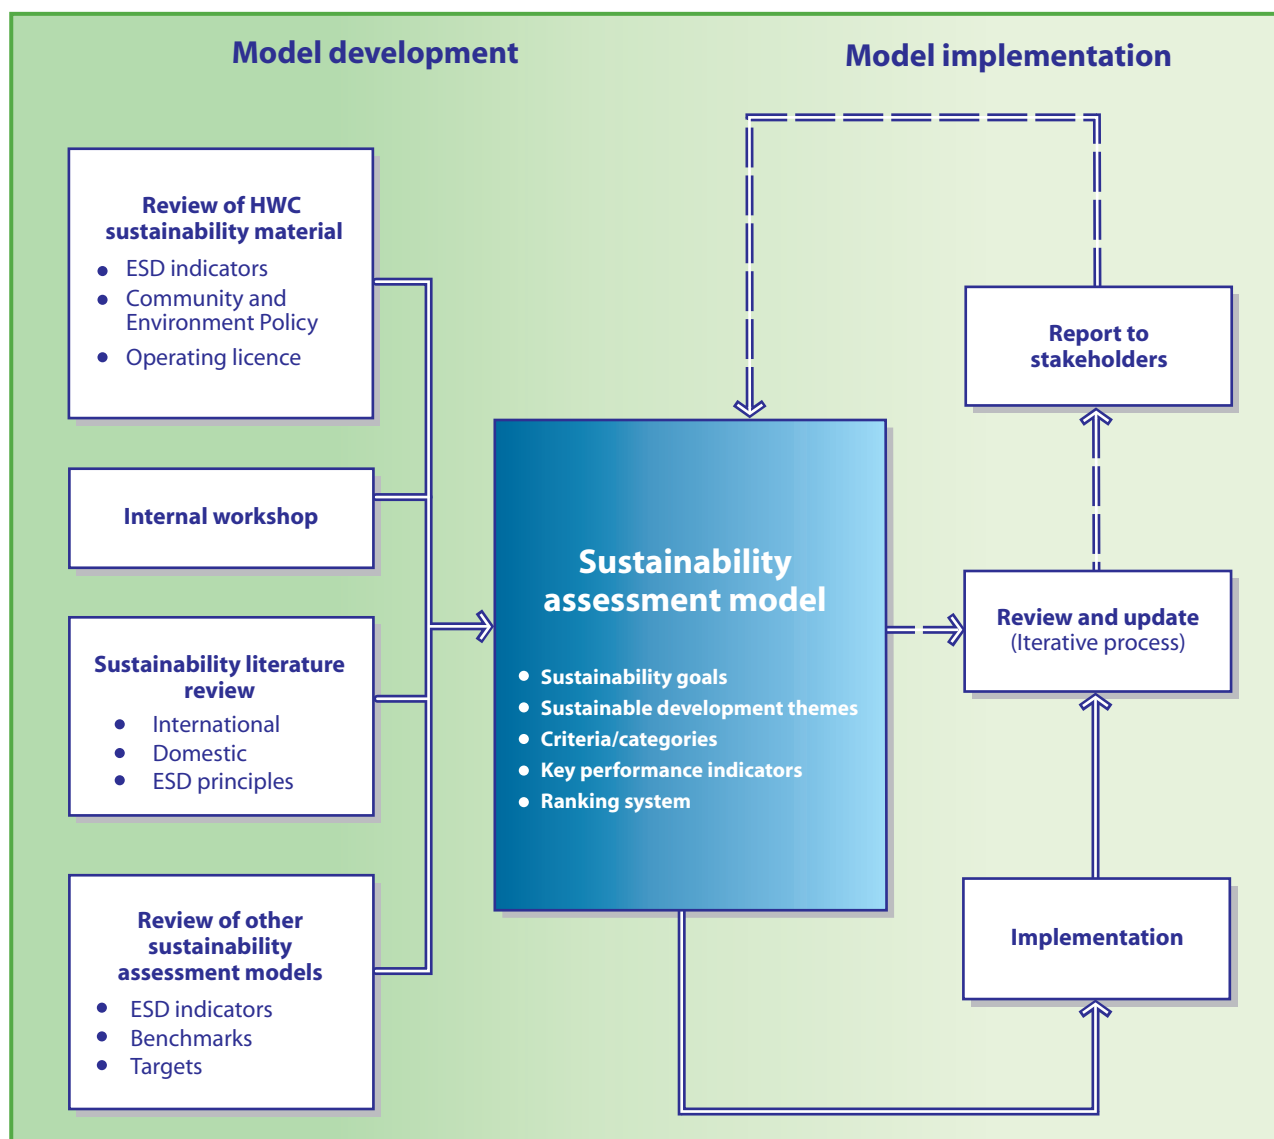 Model development
Model implementation
Review of HWC
sustainability material
• ESD indicators
• Community and
Environment Policy
• Operating licence
Internal workshop
Sustainability literature
review
• International
• Domestic
• ESD principles
Review of other
sustainability
assessment models
• ESD indicators
• Benchmarks
• Targets
Sustainability
assessment model
• Sustainability goals
• Sustainable development themes
• Criteria/categories
• Key performance indicators
• Ranking system
Report to
stakeholders
Review and update
(Iterative process)
Implementation